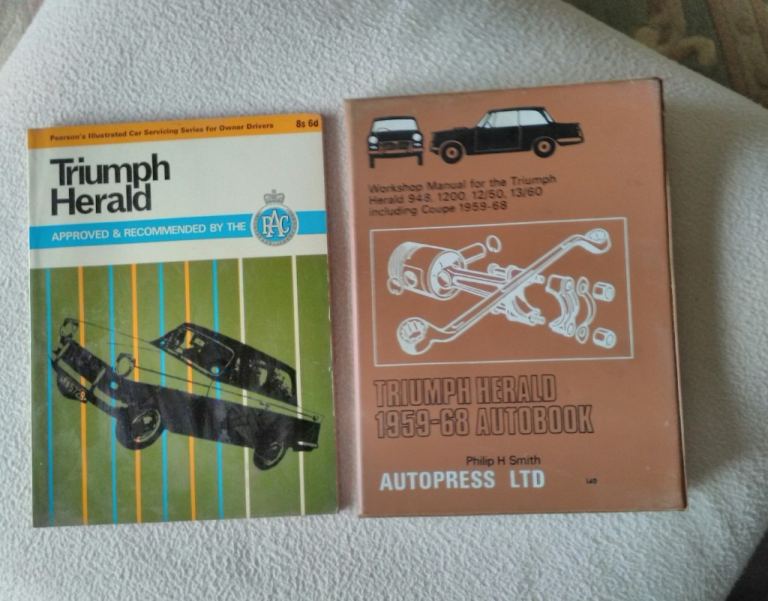 Pearson's Illustrated Car Servicing Series for Owner Drivers 8s 6d
Triumph
Herald
APPROVED & RECOMMENDED BY THE RAC
Workshop Manual for the Triumph
Herald 948, 1200, 12/50, 13/60
including Coupe 1959-68
TRIUMPH HERALD
1959-68 AUTOBOOK
Philip H Smith
AUTOPRESS LTD